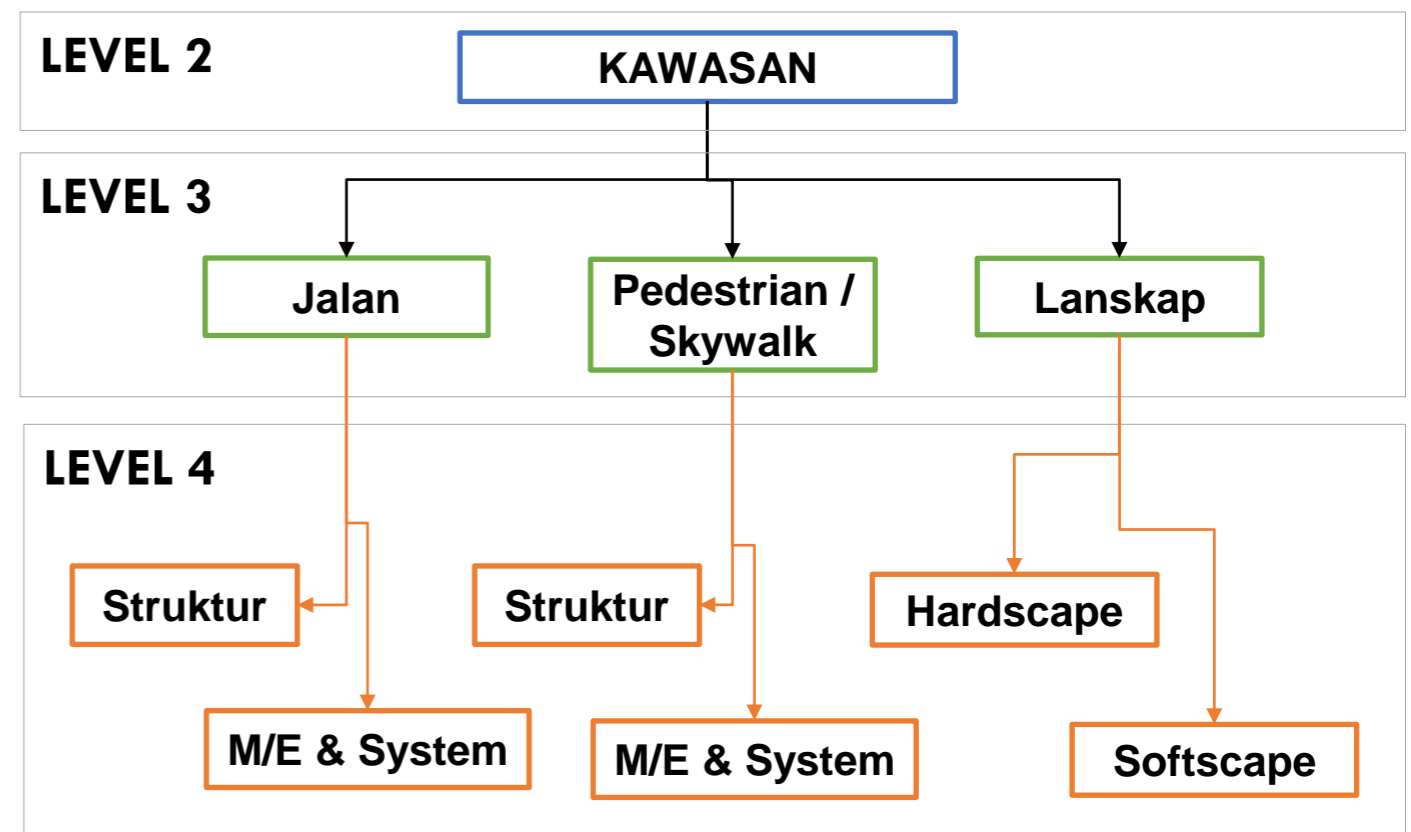 LEVEL 2
KAWASAN
LEVEL 3
Jalan
Pedestrian /
Skywalk
Lanskap
LEVEL 4
Struktur
Struktur
Hardscape
M/E & System
M/E & System
Softscape